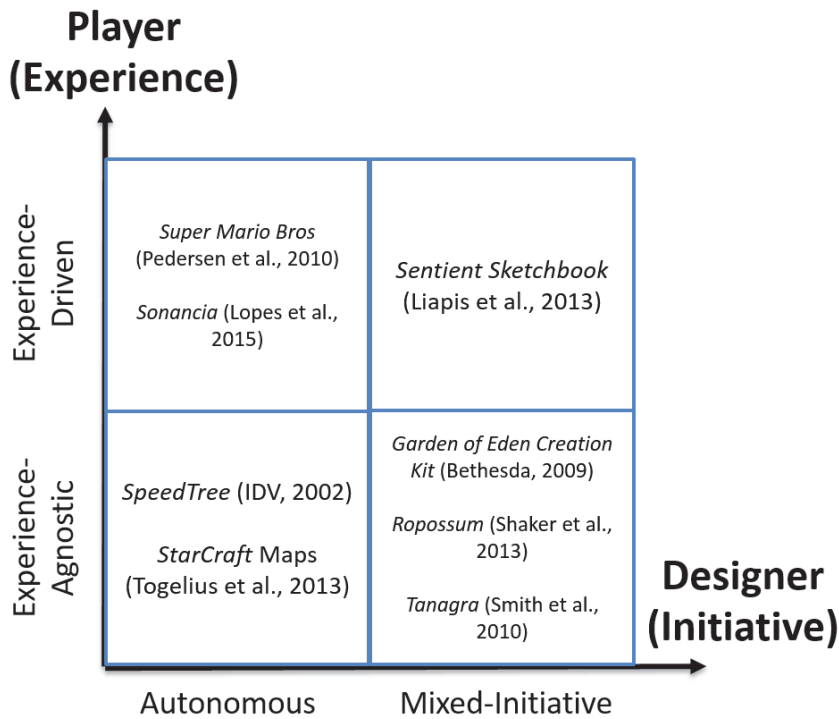 Player
(Experience)
Experience-
Driven
Super Mario Bros
(Pedersen et al., 2010)
Sonancia (Lopes et al.,
2015)
Sentient Sketchbook
(Liapis et al., 2013)
Experience-
Agnostic
SpeedTree (IDV, 2002)
StarCraft Maps
(Togelius et al., 2013)
Garden of Eden Creation
Kit (Bethesda, 2009)
Ropossum (Shaker et al.,
2013)
Tanagra (Smith et al.,
2010)
Designer
(Initiative)
Autonomous
Mixed-Initiative